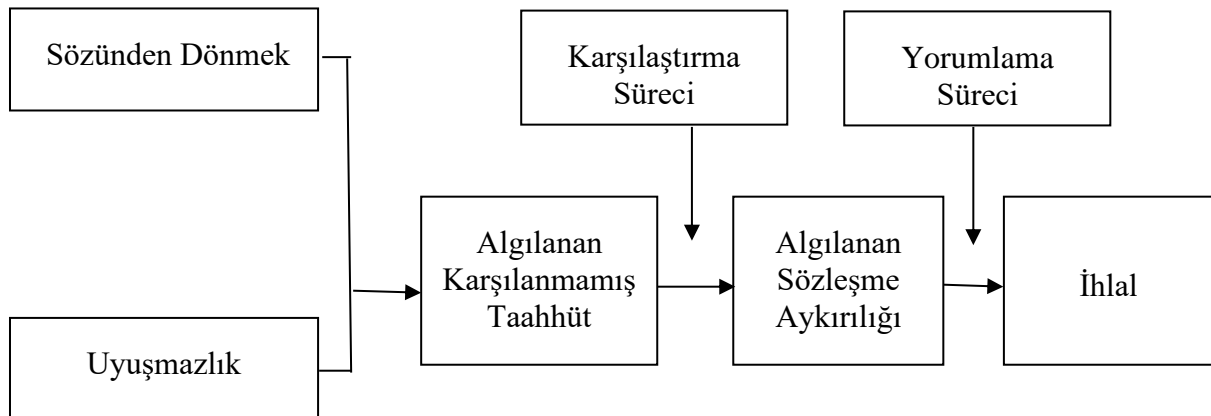 Sözünden Dönmek
Karşılaştırma
Süreci
Yorumlama
Süreci
Algılanan
Karşılanmamış
Taahhüt
Algılanan
Sözleşme
Aykırılığı
İhlal
Uyuşmazlık